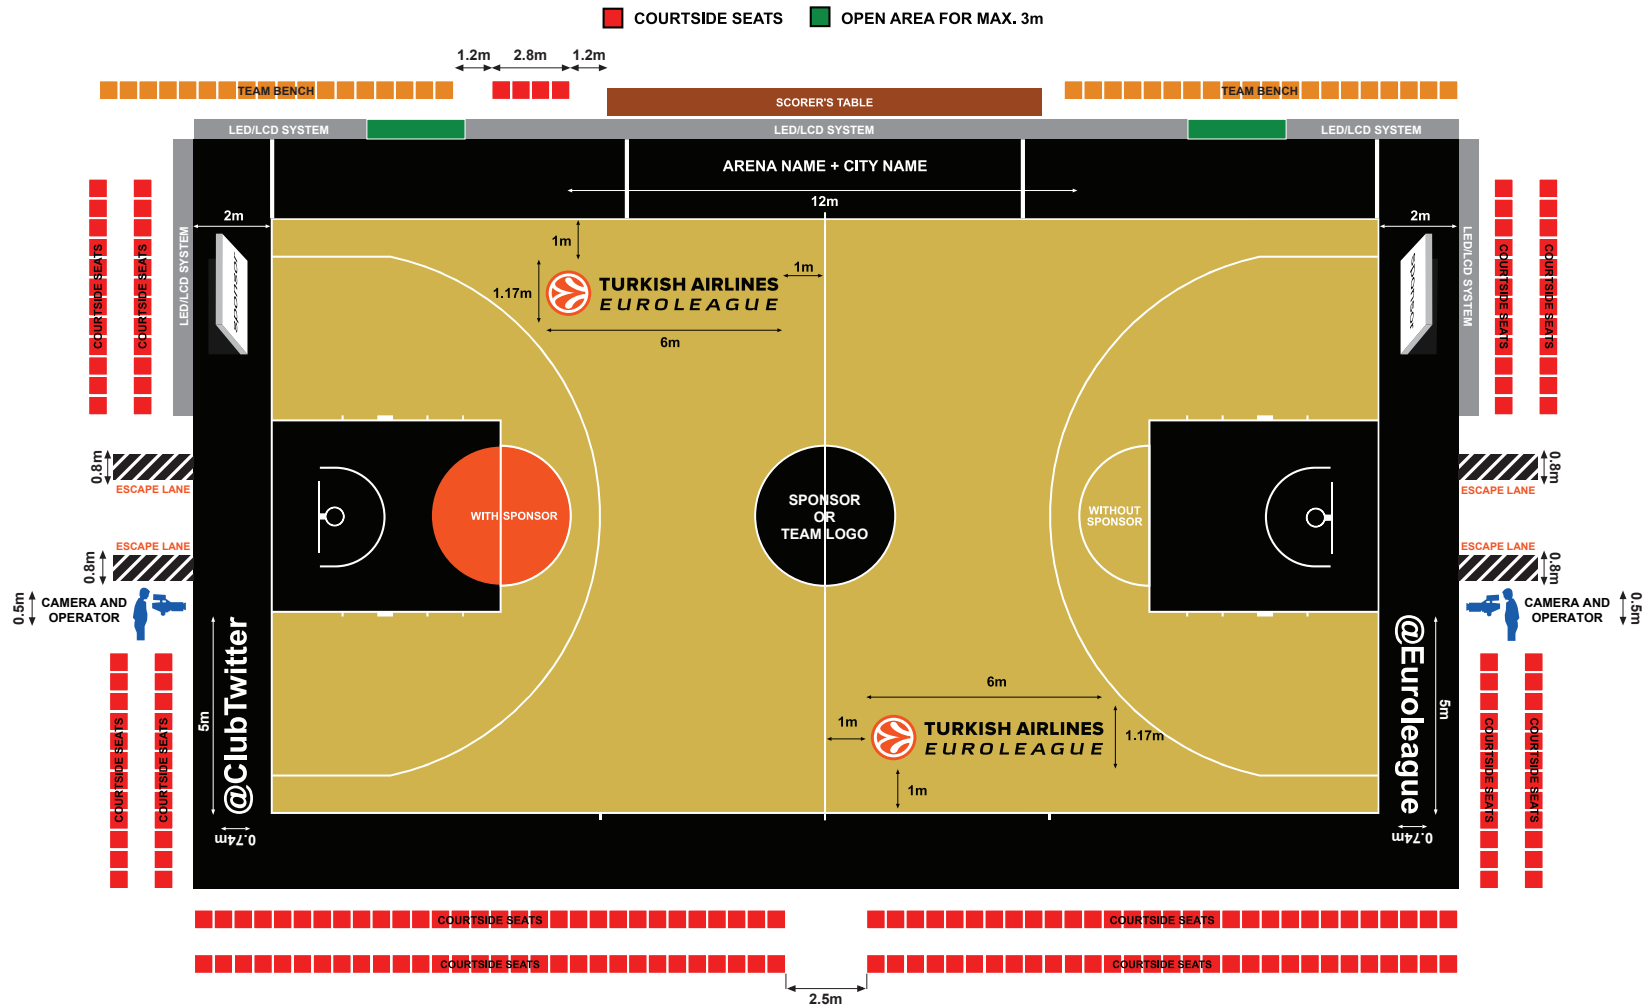 COURTSIDE SEATS
OPEN AREA FOR MAX. 3m
1.2m
2.8m
1.2m
TEAM BENCH
SCORER'S TABLE
TEAM BENCH
LED/LCD SYSTEM
LED/LCD SYSTEM
LED/LCD SYSTEM
ARENA NAME + CITY NAME
12m
2m
2m
COURTSIDE SEATS
COURTSIDE SEATS
LED/LCD SYSTEM
1m
1m
1.17m
TURKISH AIRLINES
EUROLEAGUE
6m
sponsor
LED/LCD SYSTEM
COURTSIDE SEATS
COURTSIDE SEATS
0.8m
ESCAPE LANE
0.8m
ESCAPE LANE
WITH SPONSOR
SPONSOR
OR
TEAM LOGO
WITHOUT
SPONSOR
ESCAPE LANE
0.8m
ESCAPE LANE
0.8m
0.5m
CAMERA AND
OPERATOR
CAMERA AND
OPERATOR
0.5m
5m
@ClubTwitter
0.74m
COURTSIDE SEATS
COURTSIDE SEATS
6m
1m
TURKISH AIRLINES
EUROLEAGUE
1.17m
1m
@Euroleague
5m
0.74m
COURTSIDE SEATS
COURTSIDE SEATS
COURTSIDE SEATS
COURTSIDE SEATS
COURTSIDE SEATS
COURTSIDE SEATS
2.5m